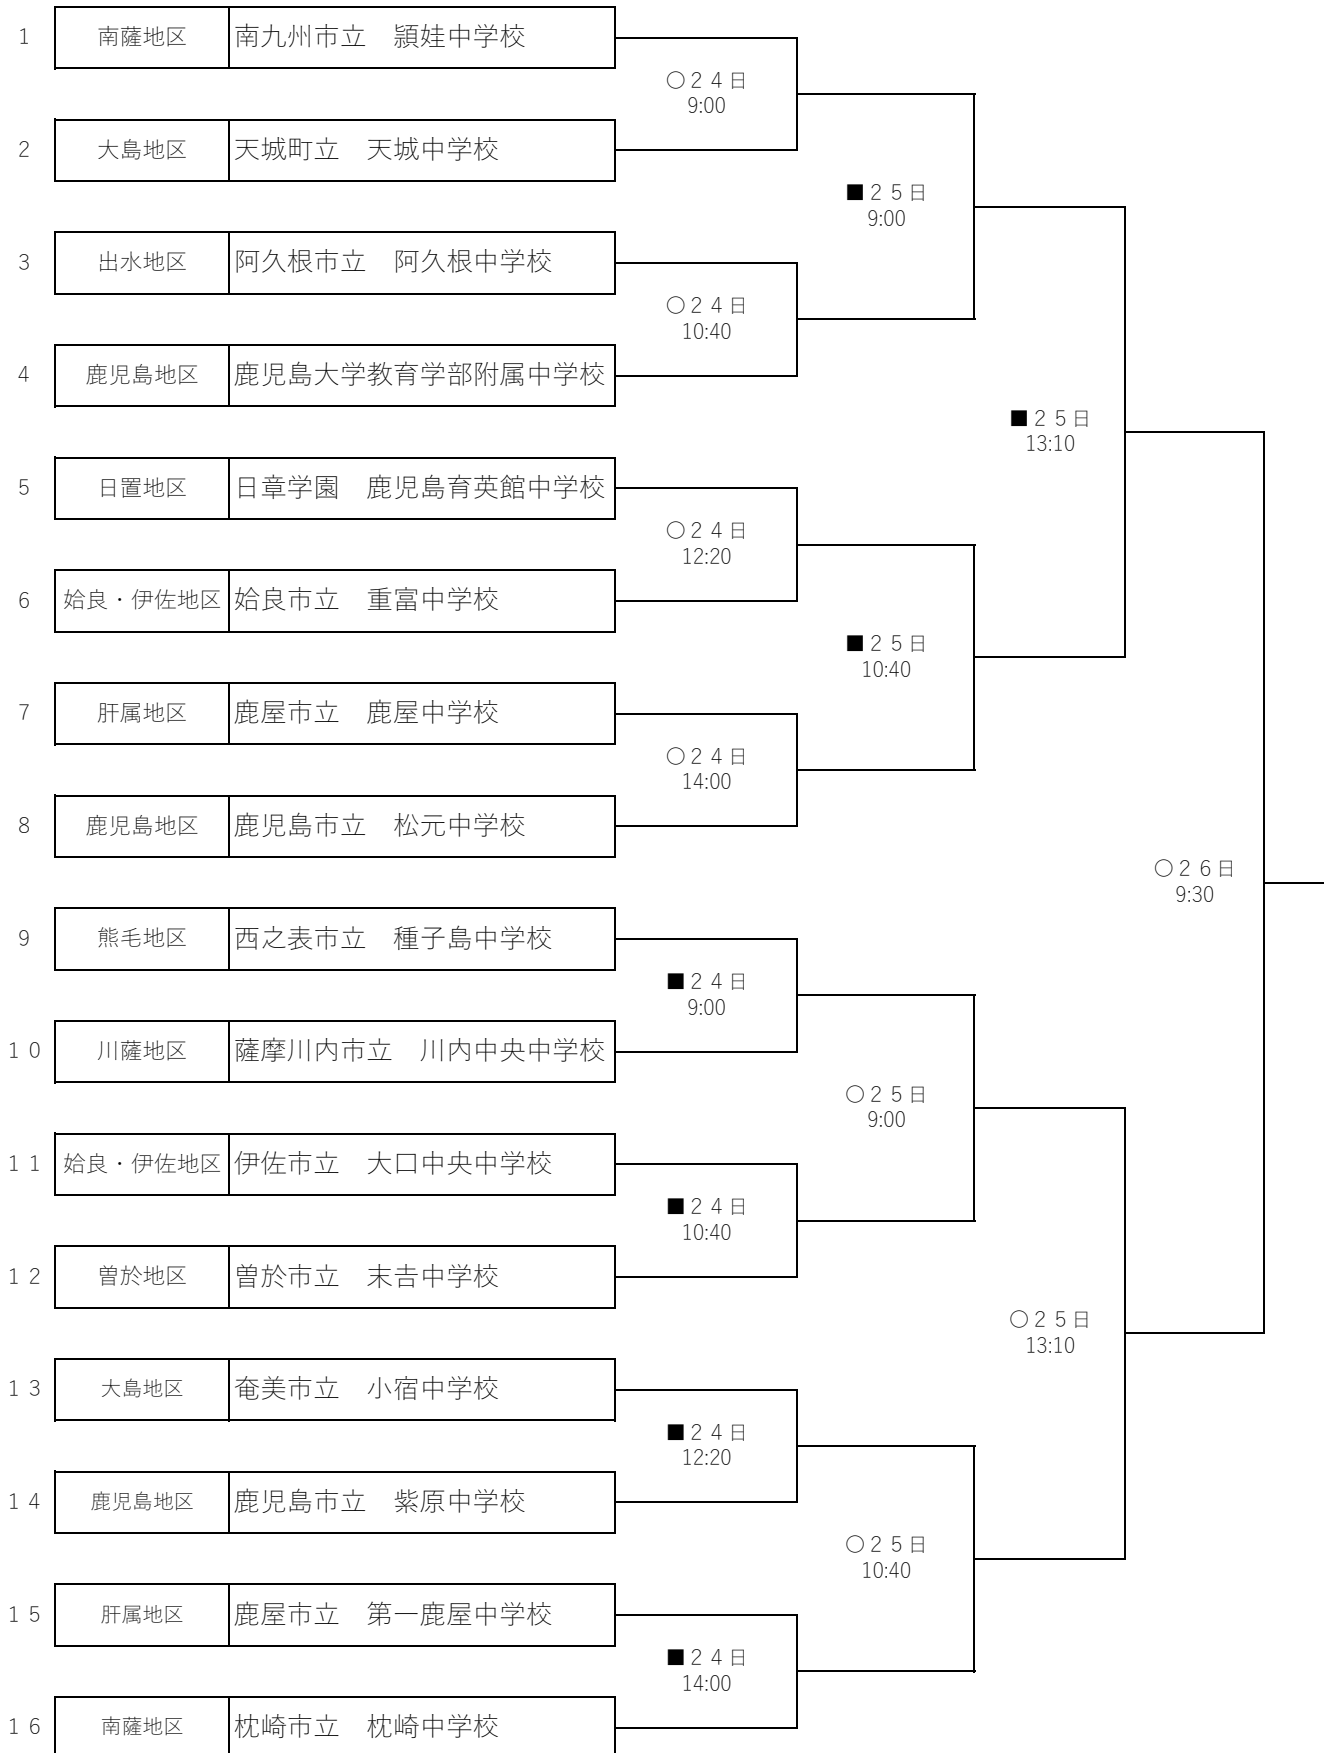 1 南薩地区 南九州市立　頴娃中学校
○２４日
9:00
2 大島地区 天城町立　天城中学校
■２５日
9:00
3 出水地区 阿久根市立　阿久根中学校
○２４日
10:40
4 鹿児島地区 鹿児島大学教育学部附属中学校
■２５日
13:10
5 日置地区 日章学園　鹿児島育英館中学校
○２４日
12:20
6 姶良・伊佐地区 姶良市立　重富中学校
■２５日
10:40
7 肝属地区 鹿屋市立　鹿屋中学校
○２４日
14:00
8 鹿児島地区 鹿児島市立　松元中学校
○２６日
9:30
9 熊毛地区 西之表市立　種子島中学校
■２４日
9:00
１０ 川薩地区 薩摩川内市立　川内中央中学校
○２５日
9:00
１１ 姶良・伊佐地区 伊佐市立　大口中央中学校
■２４日
10:40
１２ 曽於地区 曽於市立　末吉中学校
○２５日
13:10
１３ 大島地区 奄美市立　小宿中学校
■２４日
12:20
１４ 鹿児島地区 鹿児島市立　紫原中学校
○２５日
10:40
１５ 肝属地区 鹿屋市立　第一鹿屋中学校
■２４日
14:00
１６ 南薩地区 枕崎市立　枕崎中学校